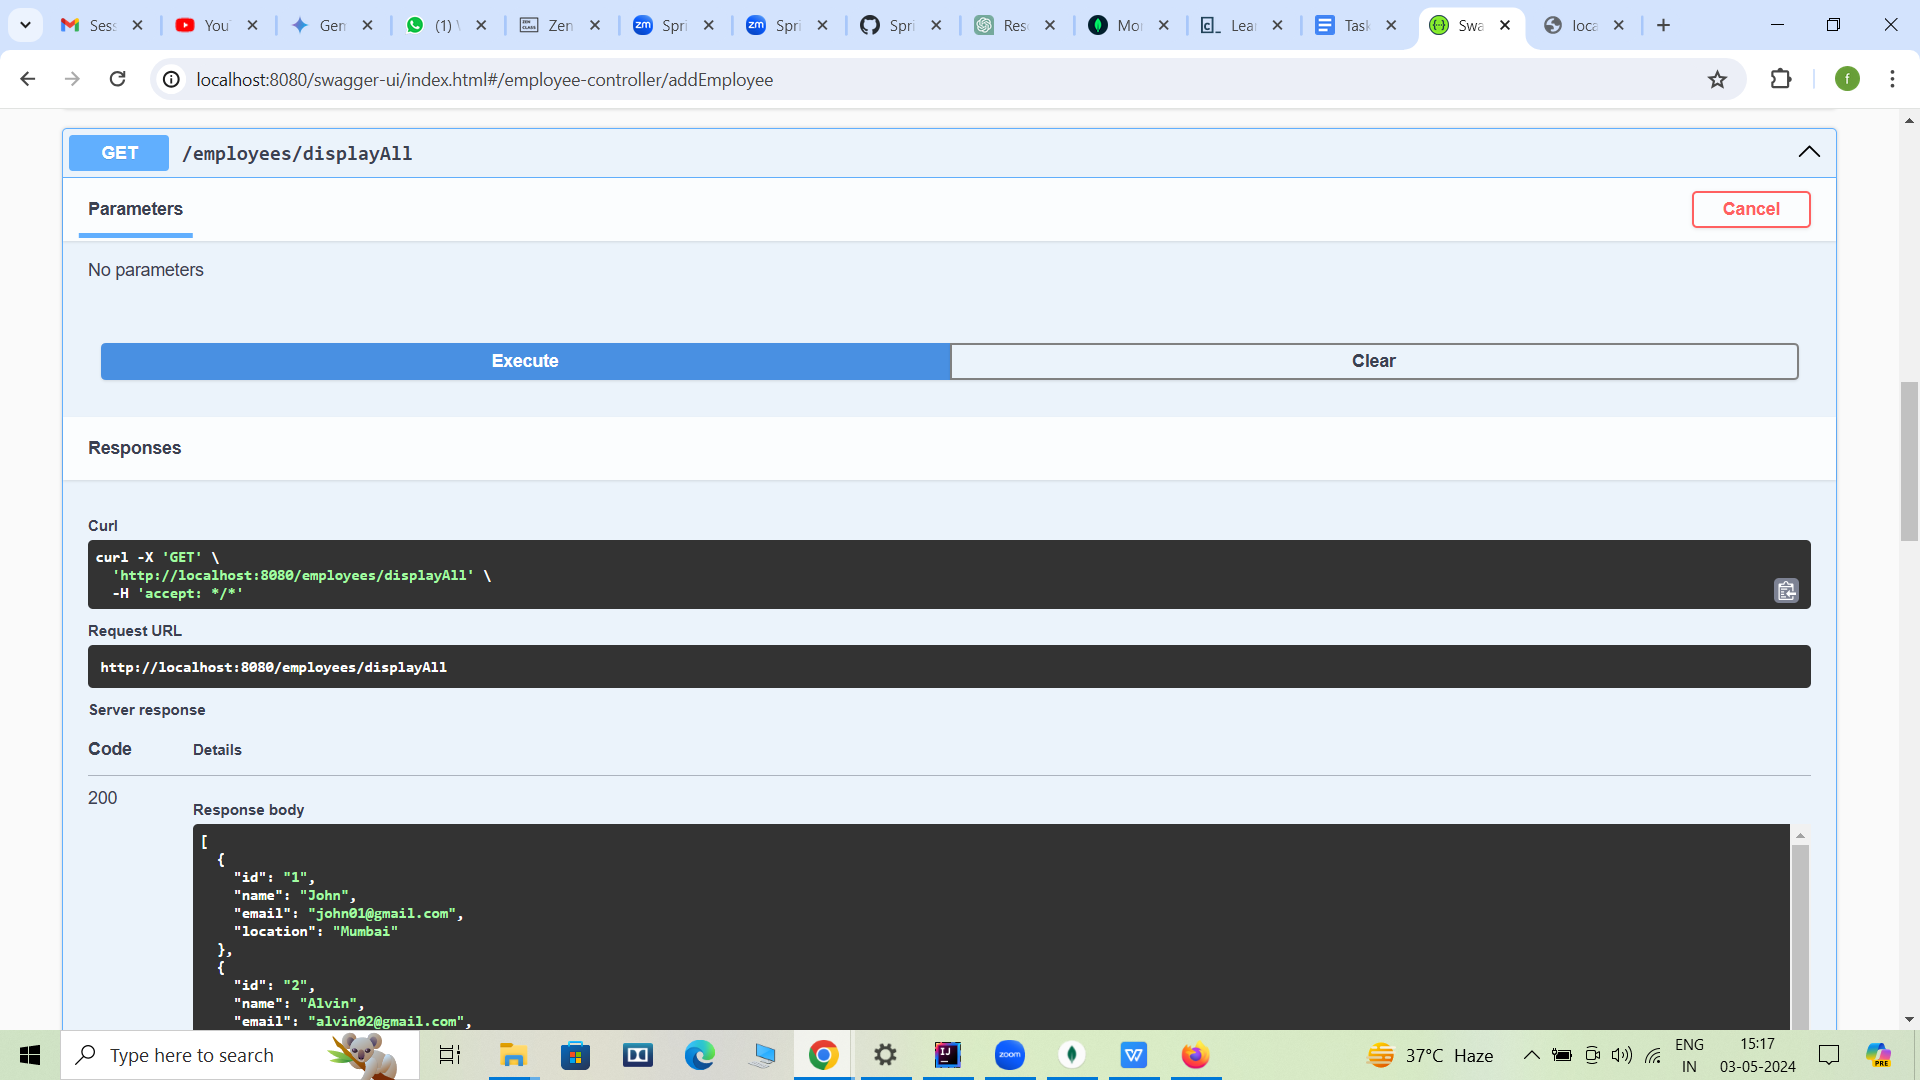 Sess
You
Gen
(1)
Zen
Spri
Spri
Spri
Res
Mo
Lear
Task
Swa
loca
localhost:8080/swagger-ui/index.html#/employee-controller/addEmployee
f
GET /employees/displayAll
Parameters
Cancel
No parameters
Execute
Clear
Responses
Curl
curl -X 'GET' \
'http://localhost:8080/employees/displayAll' \
-H 'accept: */*'
Request URL
http://localhost:8080/employees/displayAll
Server response
Code Details
200
Response body
[
{
"id": "1",
"name": "John",
"email": "john01@gmail.com",
"location": "Mumbai"
},
{
"id": "2",
"name": "Alvin",
"email": "alvin02@gmail.com",
Type here to search
37°C Haze
ENG
IN
15:17
03-05-2024